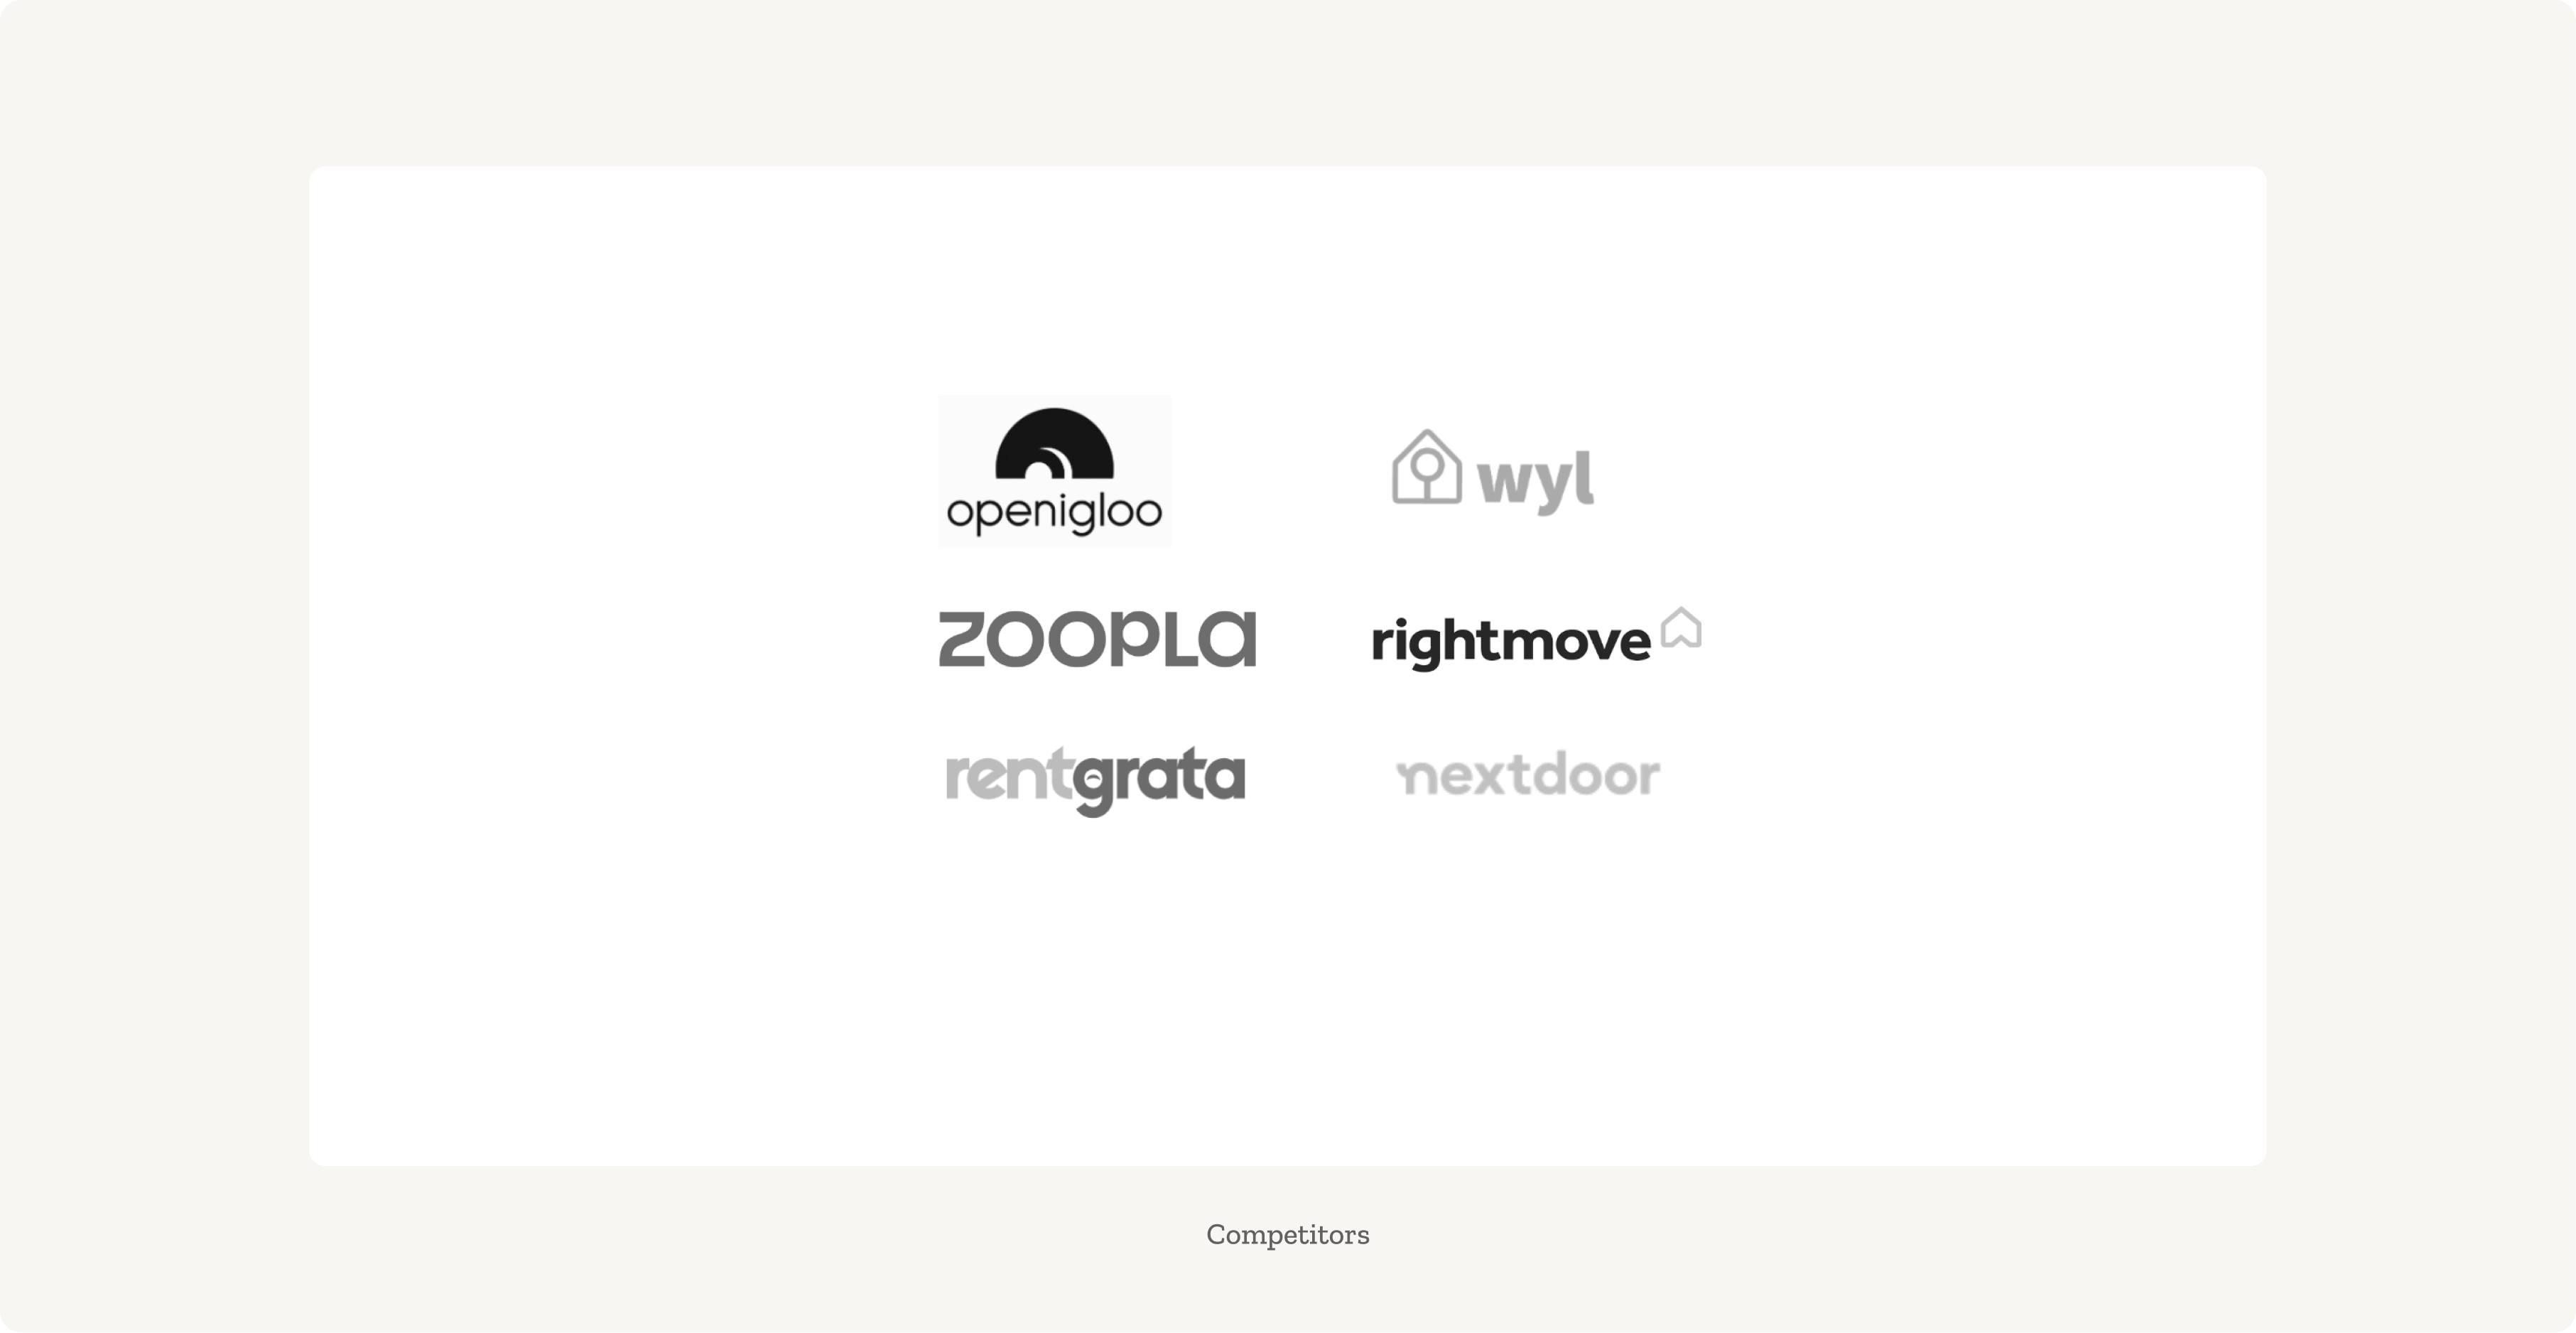 openigloo
wyl
ZOOPLA
rightmove
rentgrata
nextdoor
Competitors